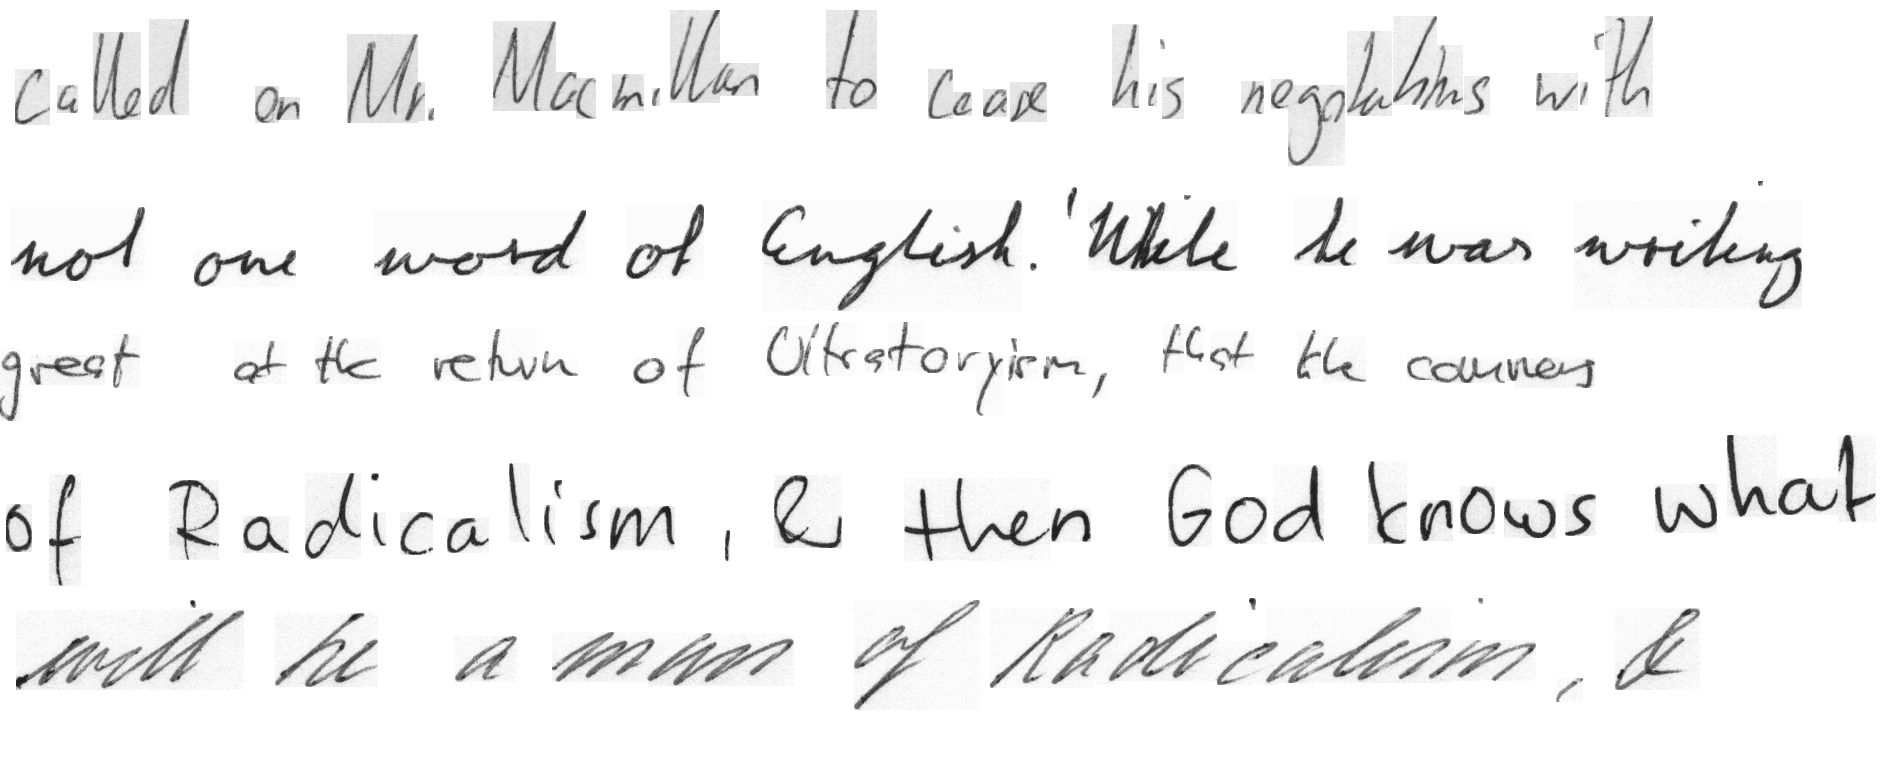 called on Mr. Macmillan to cease his negotiations with
not one word of English. 'While he was writing
great at the return of Ultratoryism, that the common
of Radicalism, & then God knows what
will be a man of Radicalism, &